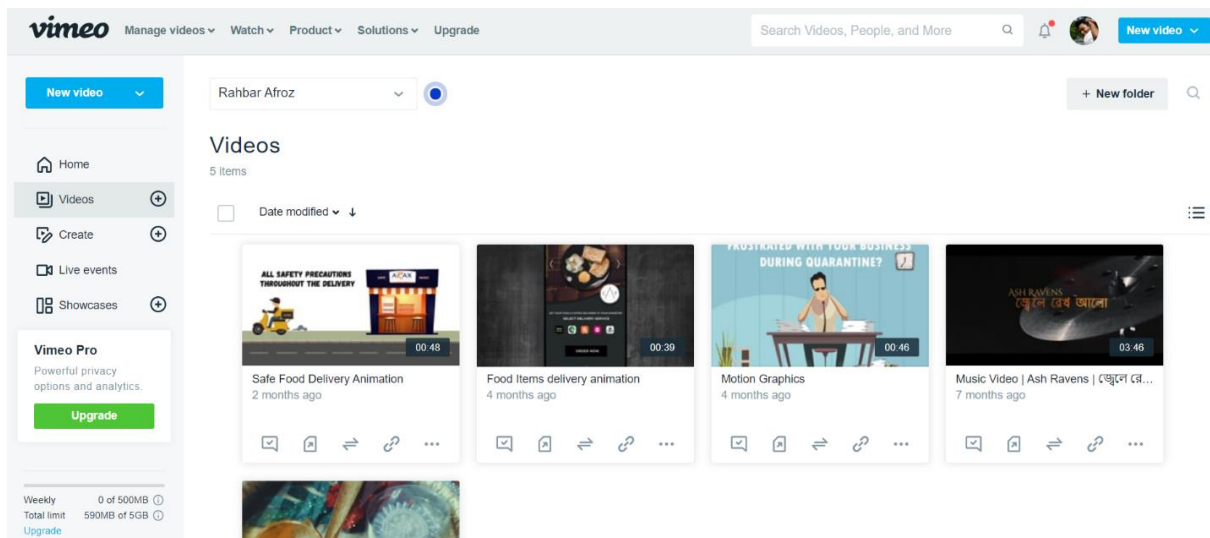 vimeo
Manage videos Watch Product Solutions Upgrade
Search Videos, People, and More
New video
New video
Rahbar Afroz
+ New folder
Videos
5 items
Home
Videos
Create
Live events
Showcases
Date modified
ALL SAFETY PRECAUTIONS
THROUGHOUT THE DELIVERY
00:48
Safe Food Delivery Animation
2 months ago
ORDER NOW
00:39
Food Items delivery animation
4 months ago
FRUSTRATED WITH YOUR BUSINESS
DURING QUARANTINE?
00:46
Motion Graphics
4 months ago
ASH RAVENS
জ্বেলে রেখ আলো
03:46
Music Video | Ash Ravens | জ্বেলে রে...
7 months ago
Vimeo Pro
Powerful privacy
options and analytics.
Upgrade
Weekly 0 of 500MB
Total limit 590MB of 5GB
Upgrade